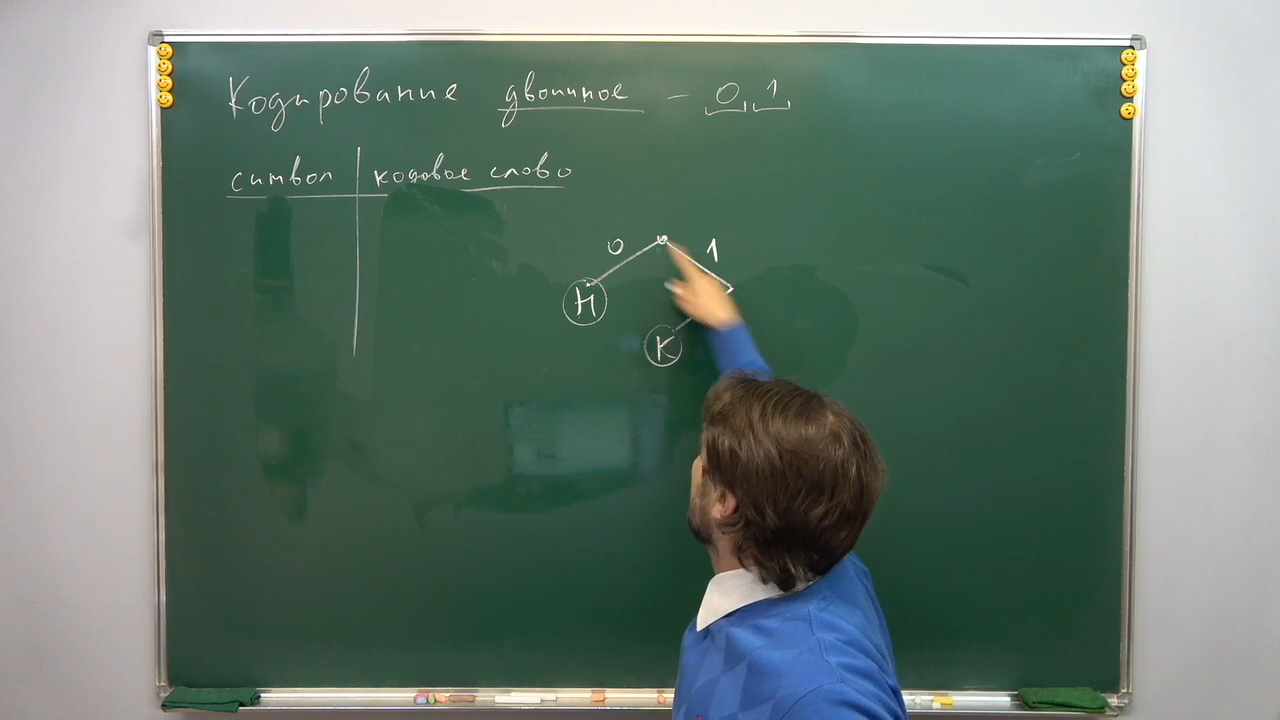 Кодирование двоичное - 0, 1
символ | кодовое слово
0 1
Н
К